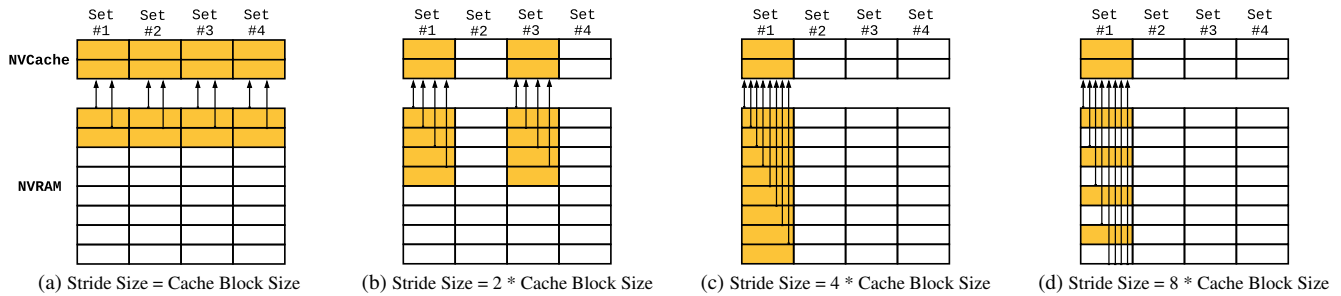 Set Set Set Set
#1 #2 #3 #4
Set Set Set Set
#1 #2 #3 #4
Set Set Set Set
#1 #2 #3 #4
Set Set Set Set
#1 #2 #3 #4
NVCache
NVRAM
(a) Stride Size = Cache Block Size
(b) Stride Size = 2 * Cache Block Size
(c) Stride Size = 4 * Cache Block Size
(d) Stride Size = 8 * Cache Block Size